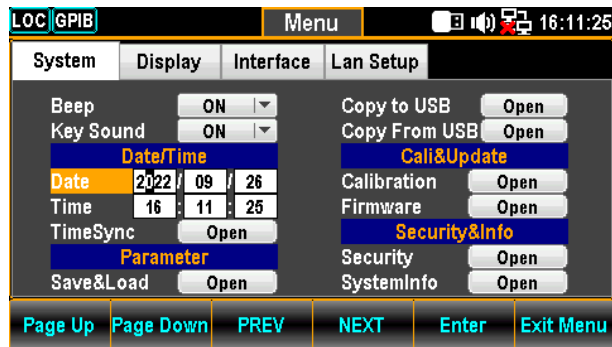 LOC GPIB Menu 16:11:25
System Display Interface Lan Setup
Beep ON
Key Sound ON
Date/Time
Date 2022 / 09 / 26
Time 16 : 11 : 25
TimeSync Open
Parameter
Save&Load Open
Copy to USB Open
Copy From USB Open
Cali&Update
Calibration Open
Firmware Open
Security&Info
Security Open
SystemInfo Open
Page Up Page Down PREV NEXT Enter Exit Menu